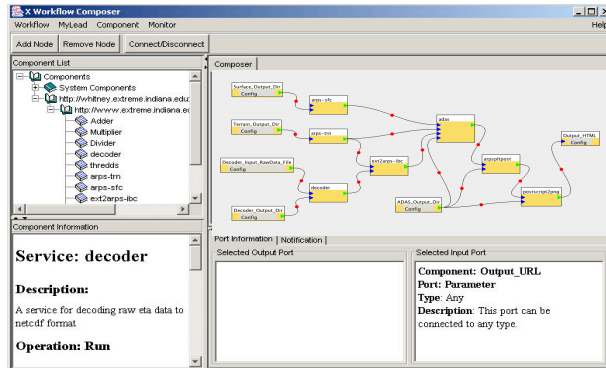 X Workflow Composer
Workflow MyLead Component Monitor Help
Add Node Remove Node Connect/Disconnect
Component List
Components
System Components
http://whitney.extreme.indiana.edu:
http://www.extreme.indiana.ec
Adder
Multiplier
Divider
decoder
thredds
arps-trn
arps-sfc
ext2arps-ibc
Component Information
Service: decoder
Description:
A service for decoding raw eta data to
netcdf format
Operation: Run
Composer
Surface_Output_Dir
Config
arps-sfc
Terrain_Output_Dir
Config
arps-trn
Decoder_Input_RawData_File
Config
decoder
Decoder_Output_Dir
Config
ext2arps-ibc
adas
ADAS_Output_Dir
Config
arpspltpost
postscript2png
Output_HTML
Config
Port Information Notification
Selected Output Port
Selected Input Port
Component: Output_URL
Port: Parameter
Type: Any
Description: This port can be
connected to any type.